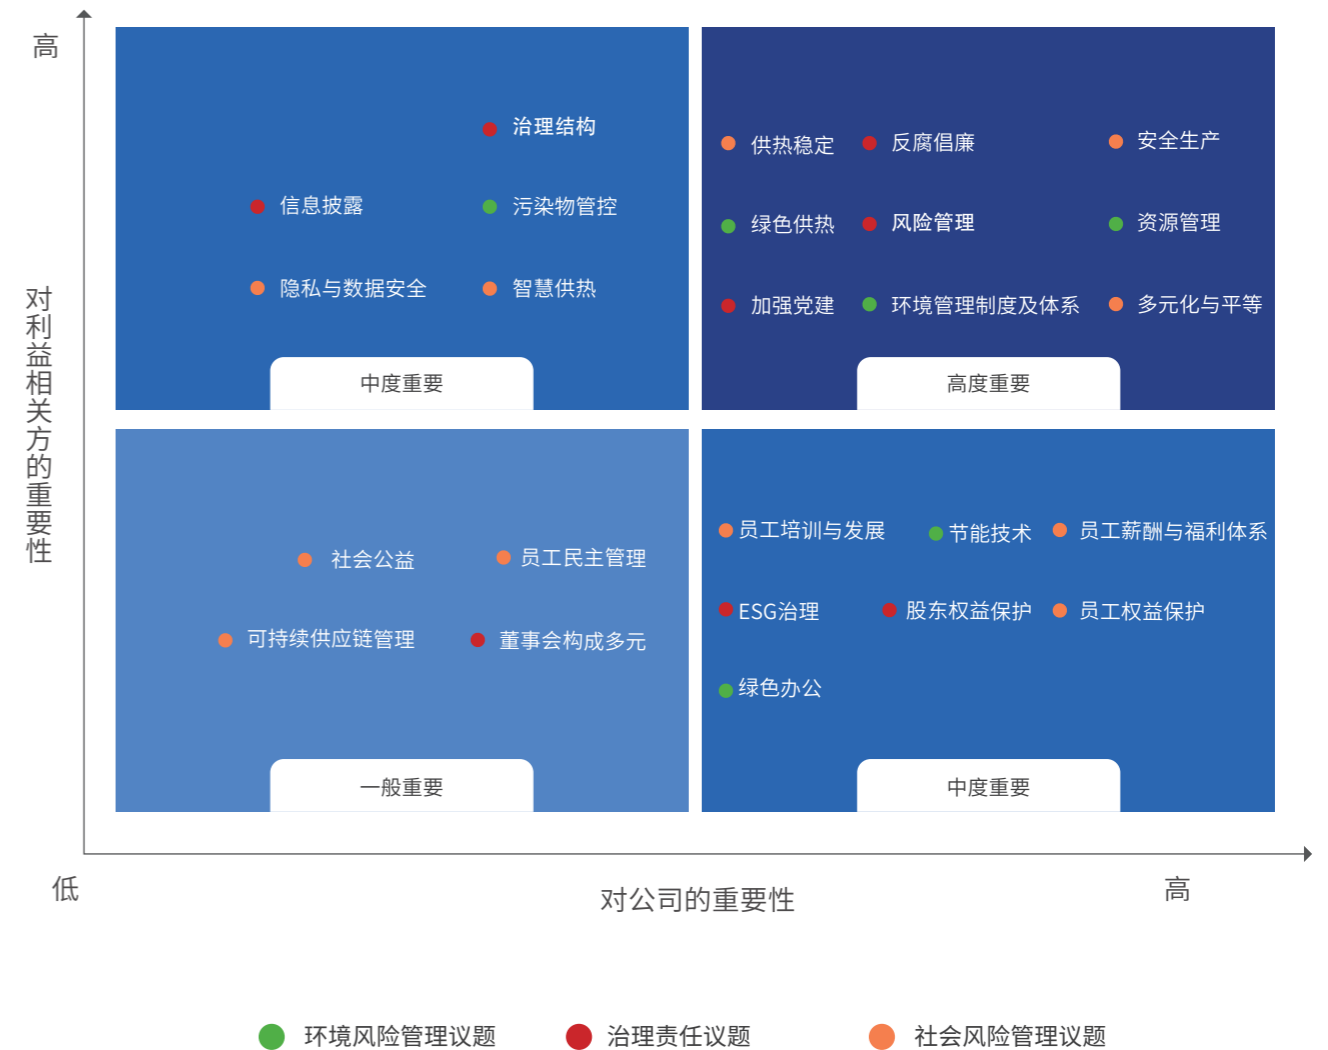 高
对利益相关方的重要性
治理结构
信息披露
污染物管控
隐私与数据安全
智慧供热
中度重要
供热稳定
反腐倡廉
安全生产
绿色供热
风险管理
资源管理
加强党建
环境管理制度及体系
多元化与平等
高度重要
社会公益
员工民主管理
可持续供应链管理
董事会构成多元
一般重要
员工培训与发展
节能技术
员工薪酬与福利体系
ESG治理
股东权益保护
员工权益保护
绿色办公
中度重要
低
对公司的重要性
高
环境风险管理议题
治理责任议题
社会风险管理议题